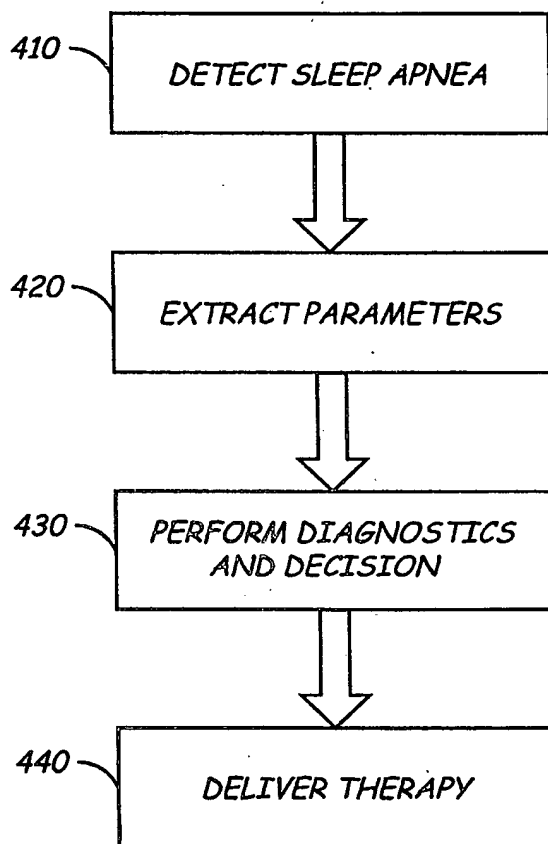 410
DETECT SLEEP APNEA
420
EXTRACT PARAMETERS
430
PERFORM DIAGNOSTICS
AND DECISION
440
DELIVER THERAPY